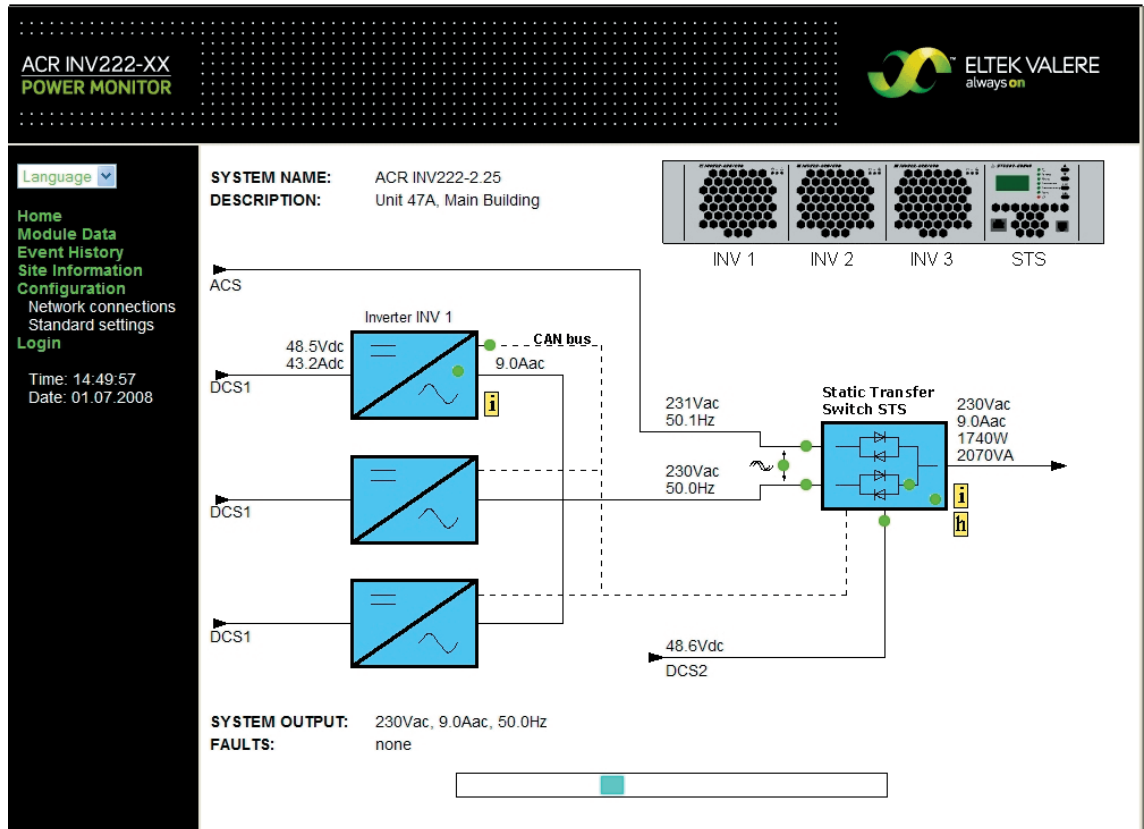 ACR INV222-XX
POWER MONITOR
ELTEK VALERE
always on
Language
Home
Module Data
Event History
Site Information
Configuration
Network connections
Standard settings
Login
Time: 14:49:57
Date: 01.07.2008
SYSTEM NAME: ACR INV222-2.25
DESCRIPTION: Unit 47A, Main Building
INV 1 INV 2 INV 3 STS
ACS
Inverter INV 1
CAN bus
48.5Vdc
43.2Adc
9.0Aac
DCS1
i
231Vac
50.1Hz
Static Transfer
Switch STS
230Vac
9.0Aac
1740W
2070VA
230Vac
50.0Hz
i
h
DCS1
DCS1
48.6Vdc
DCS2
SYSTEM OUTPUT: 230Vac, 9.0Aac, 50.0Hz
FAULTS: none